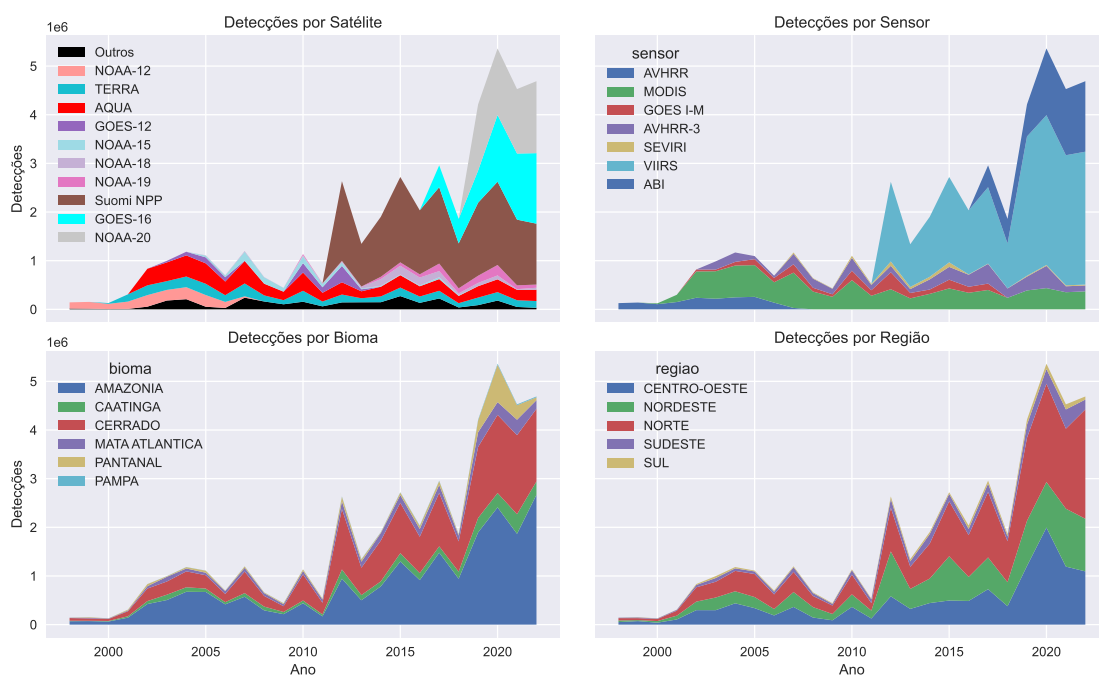 Detecções por Satélite
1e6
Detecções
5
4
3
2
1
0
Outros
NOAA-12
TERRA
AQUA
GOES-12
NOAA-15
NOAA-18
NOAA-19
Suomi NPP
GOES-16
NOAA-20
Detecções por Sensor
sensor
AVHRR
MODIS
GOES I-M
AVHRR-3
SEVIRI
VIIRS
ABI
Detecções por Bioma
1e6
Detecções
5
4
3
2
1
0
bioma
AMAZONIA
CAATINGA
CERRADO
MATA ATLANTICA
PANTANAL
PAMPA
2000 2005 2010 2015 2020
Ano
Detecções por Região
regiao
CENTRO-OESTE
NORDESTE
NORTE
SUDESTE
SUL
2000 2005 2010 2015 2020
Ano